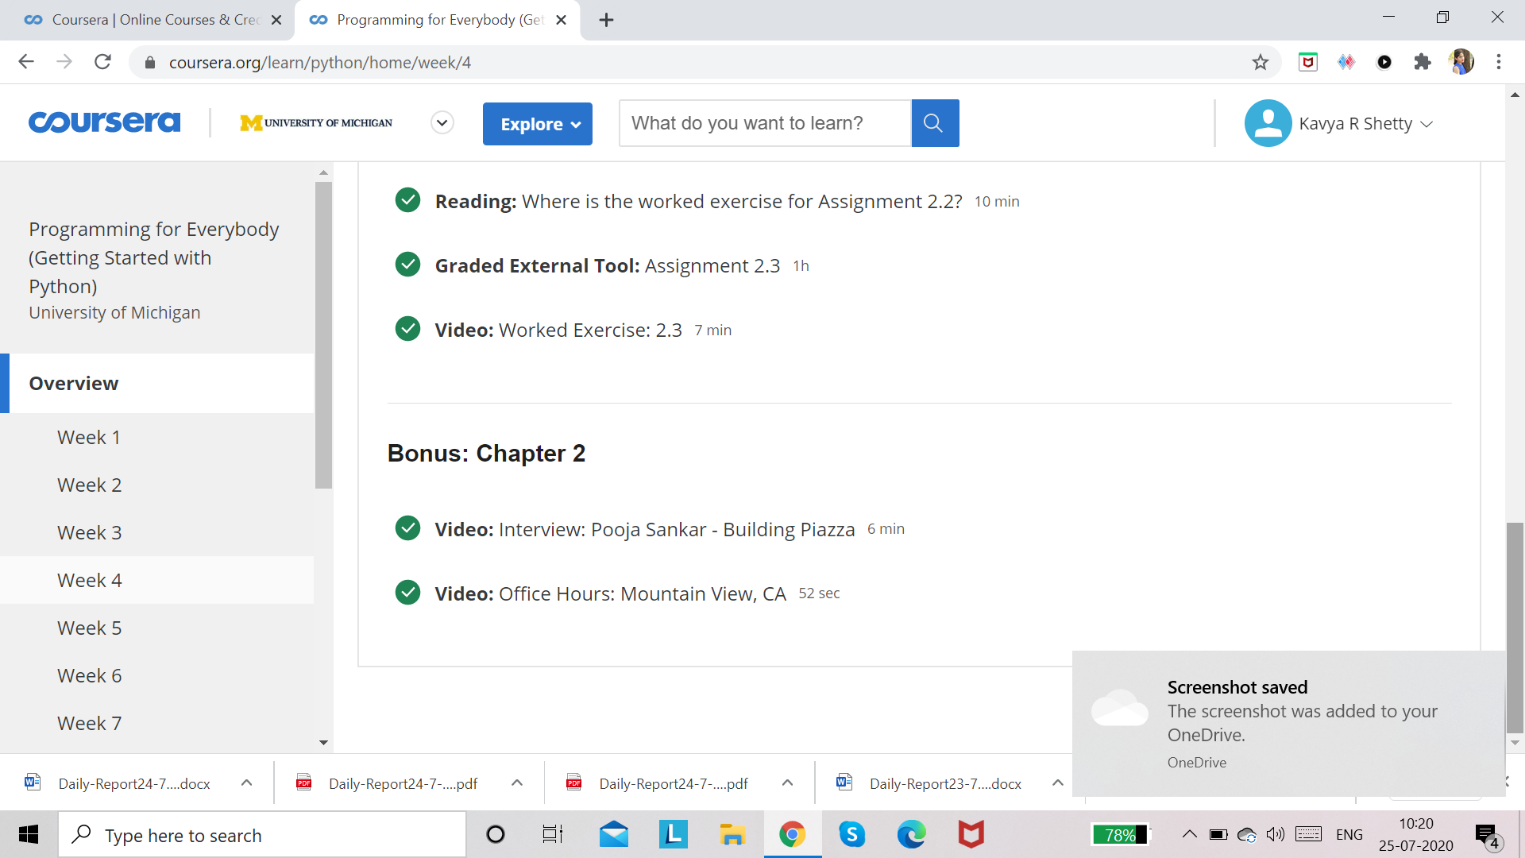 Coursera | Online Courses & Cre
Programming for Everybody (Get
coursera.org/learn/python/home/week/4
coursera
M UNIVERSITY OF MICHIGAN
Explore
What do you want to learn?
Kavya R Shetty
Programming for Everybody
(Getting Started with
Python)
University of Michigan
Overview
Week 1
Week 2
Week 3
Week 4
Week 5
Week 6
Week 7
Reading: Where is the worked exercise for Assignment 2.2? 10 min
Graded External Tool: Assignment 2.3 1h
Video: Worked Exercise: 2.3 7 min
Bonus: Chapter 2
Video: Interview: Pooja Sankar - Building Piazza 6 min
Video: Office Hours: Mountain View, CA 52 sec
Screenshot saved
The screenshot was added to your
OneDrive.
OneDrive
Daily-Report24-7....docx
Daily-Report24-7-....pdf
Daily-Report24-7-....pdf
Daily-Report23-7....docx
Type here to search
78%
ENG
10:20
25-07-2020
4